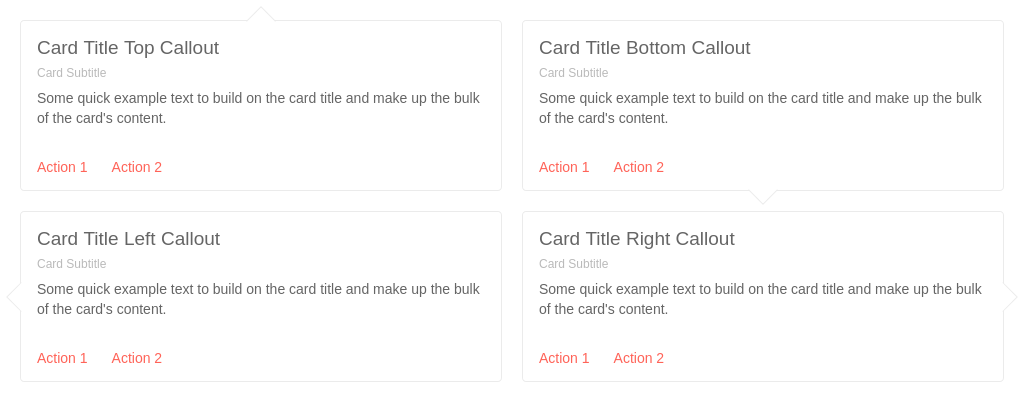 Card Title Top Callout
Card Subtitle
Some quick example text to build on the card title and make up the bulk
of the card's content.
Action 1 Action 2
Card Title Bottom Callout
Card Subtitle
Some quick example text to build on the card title and make up the bulk
of the card's content.
Action 1 Action 2
Card Title Left Callout
Card Subtitle
Some quick example text to build on the card title and make up the bulk
of the card's content.
Action 1 Action 2
Card Title Right Callout
Card Subtitle
Some quick example text to build on the card title and make up the bulk
of the card's content.
Action 1 Action 2